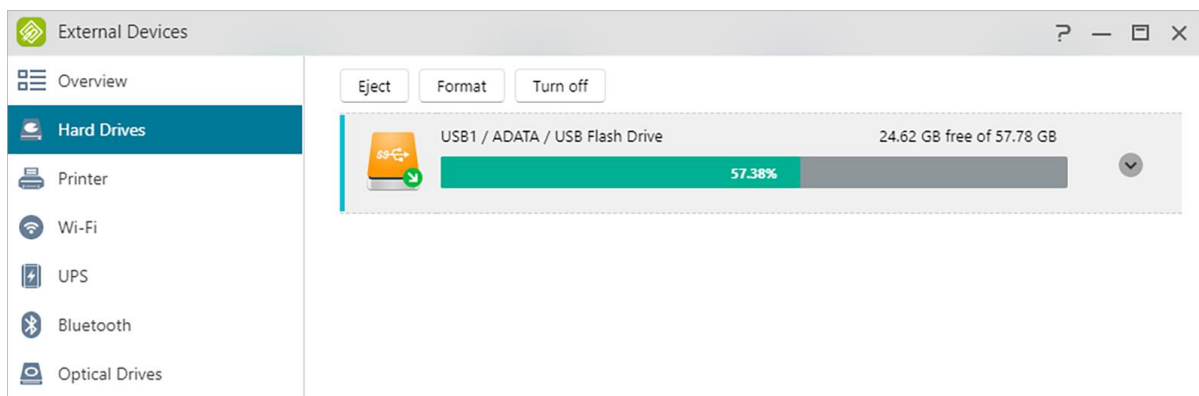 External Devices
Overview
Hard Drives
Printer
Wi-Fi
UPS
Bluetooth
Optical Drives
Eject Format Turn off
USB1 / ADATA / USB Flash Drive 24.62 GB free of 57.78 GB
57.38%